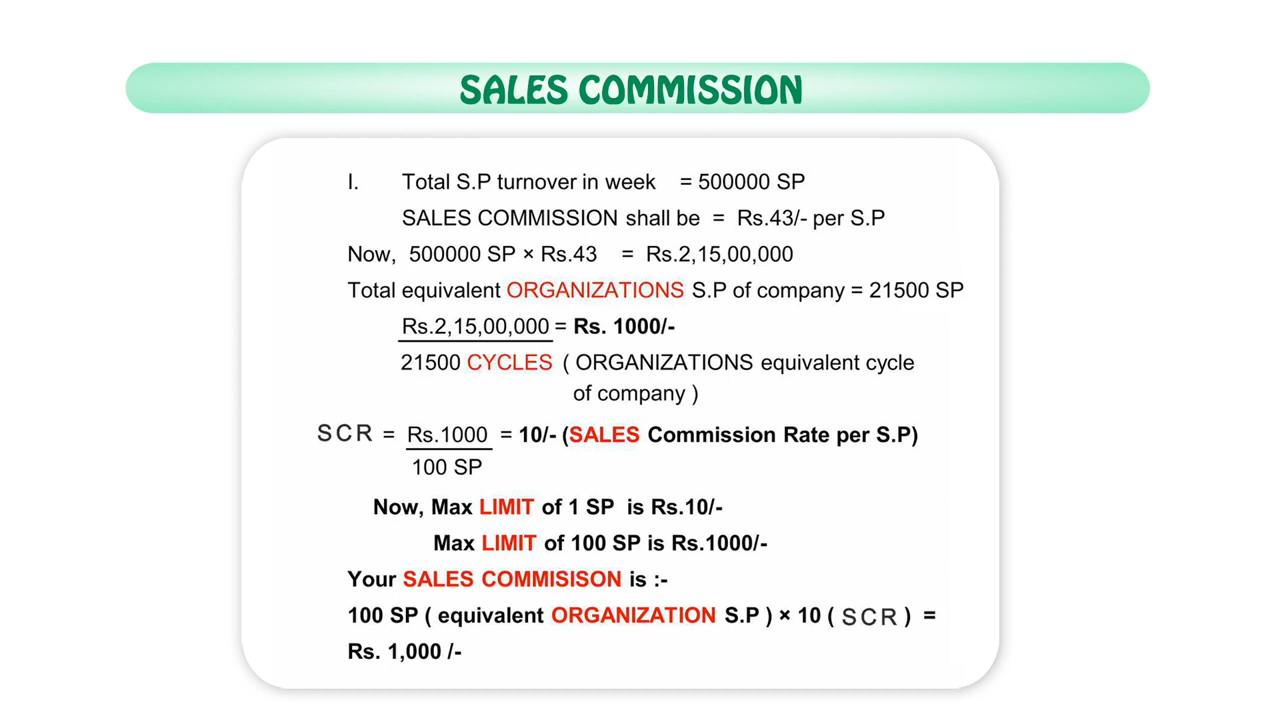 SALES COMMISSION
I. Total S.P turnover in week = 500000 SP
SALES COMMISSION shall be = Rs.43/- per S.P
Now, 500000 SP × Rs.43 = Rs.2,15,00,000
Total equivalent ORGANIZATIONS S.P of company = 21500 SP
Rs.2,15,00,000 = Rs. 1000/-
21500 CYCLES ( ORGANIZATIONS equivalent cycle
of company )
SCR = Rs.1000 = 10/- (SALES Commission Rate per S.P)
100 SP
Now, Max LIMIT of 1 SP is Rs.10/-
Max LIMIT of 100 SP is Rs.1000/-
Your SALES COMMISISON is :-
100 SP ( equivalent ORGANIZATION S.P ) × 10 ( SCR ) =
Rs. 1,000 /-